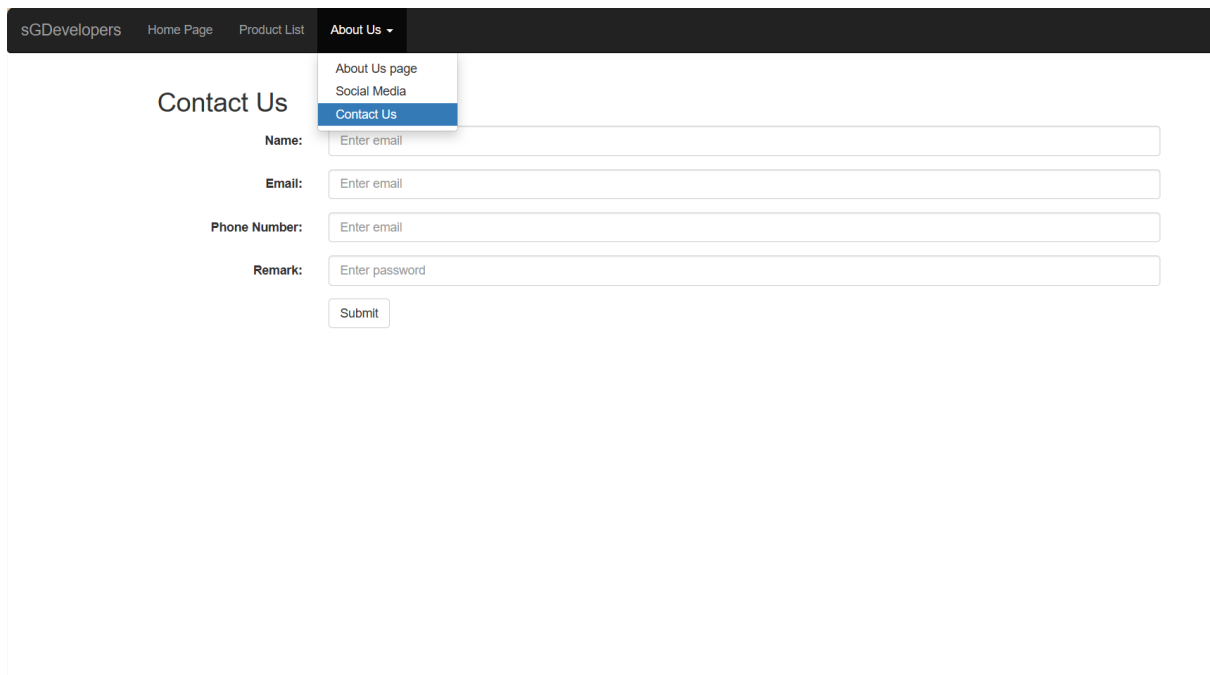 sGDevelopers Home Page Product List About Us
About Us page
Social Media
Contact Us
Contact Us
Name: Enter email
Email: Enter email
Phone Number: Enter email
Remark: Enter password
Submit